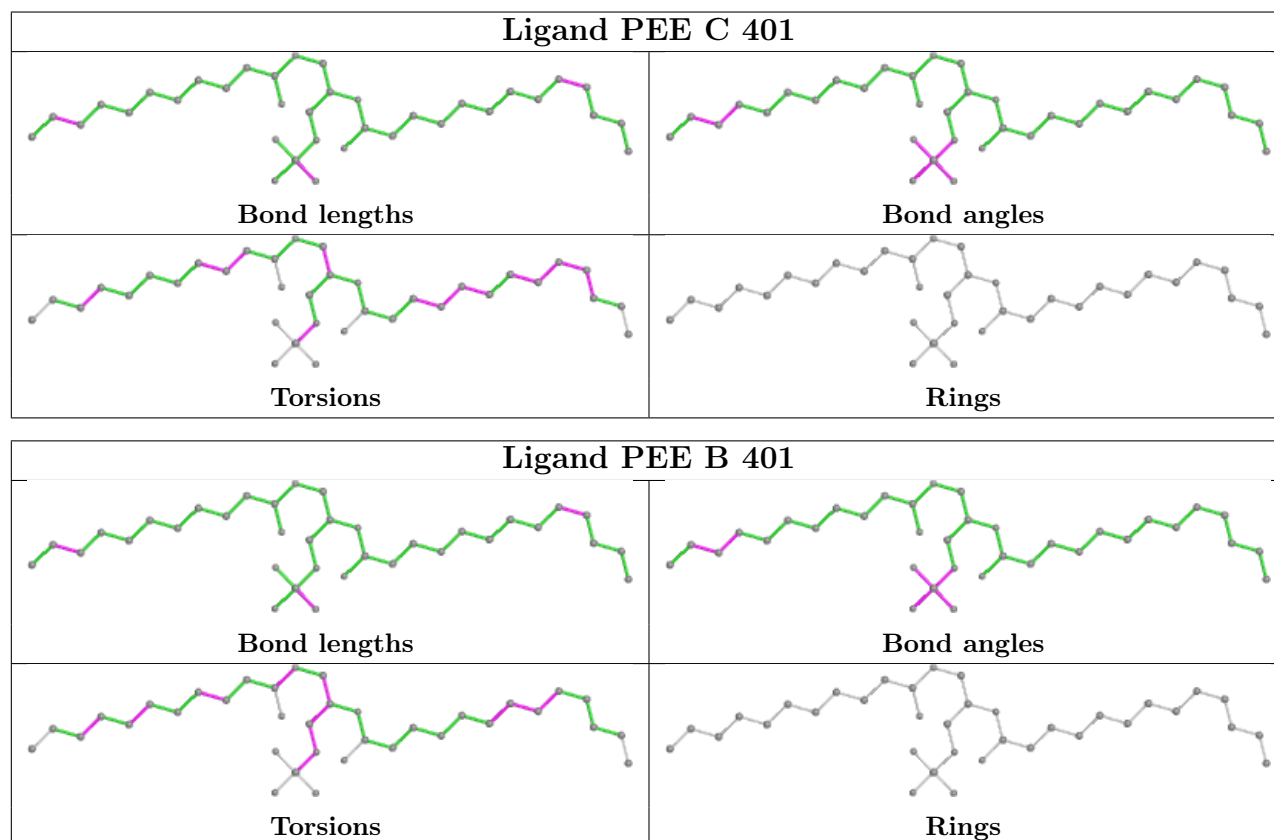 Ligand PEE C 401
Bond lengths
Bond angles
Torsions
Rings
Ligand PEE B 401
Bond lengths
Bond angles
Torsions
Rings